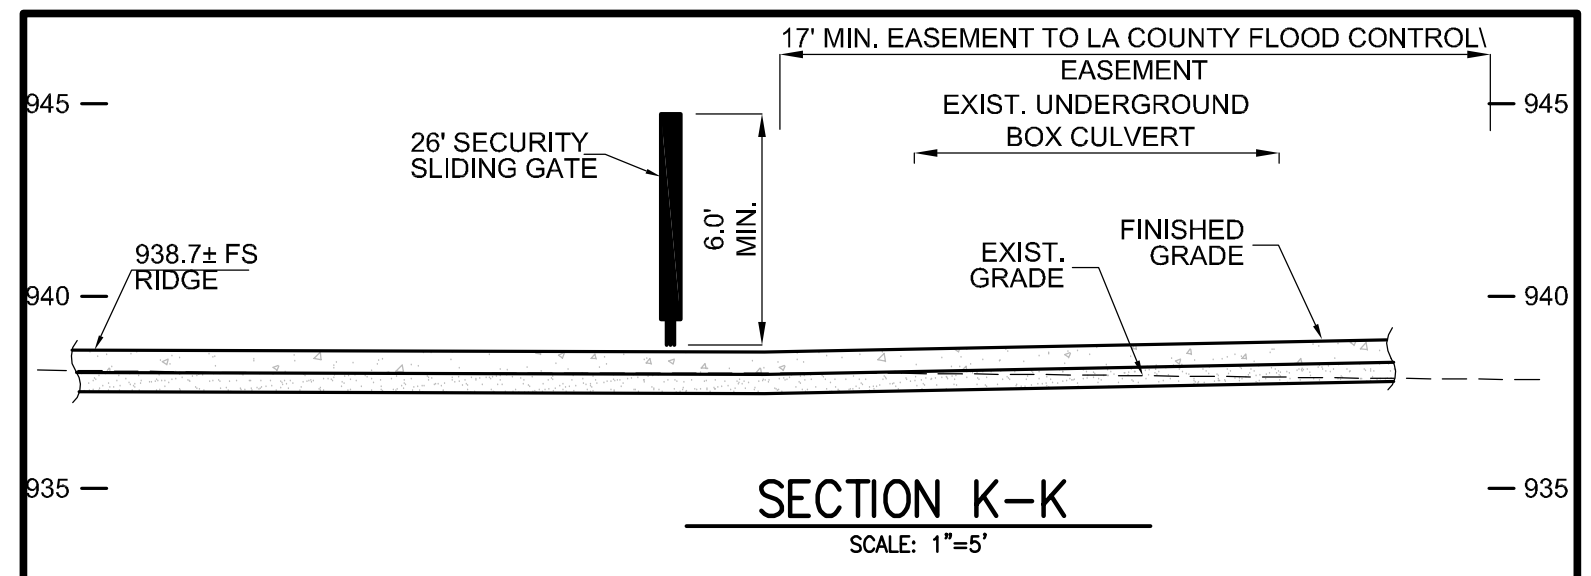 17' MIN. EASEMENT TO LA COUNTY FLOOD CONTROL\
EASEMENT
945
945
EXIST. UNDERGROUND
BOX CULVERT
26' SECURITY
SLIDING GATE
6.0'
MIN.
938.7± FS
RIDGE
EXIST.
GRADE
FINISHED
GRADE
940
940
935
935
SECTION K-K
SCALE: 1"=5'